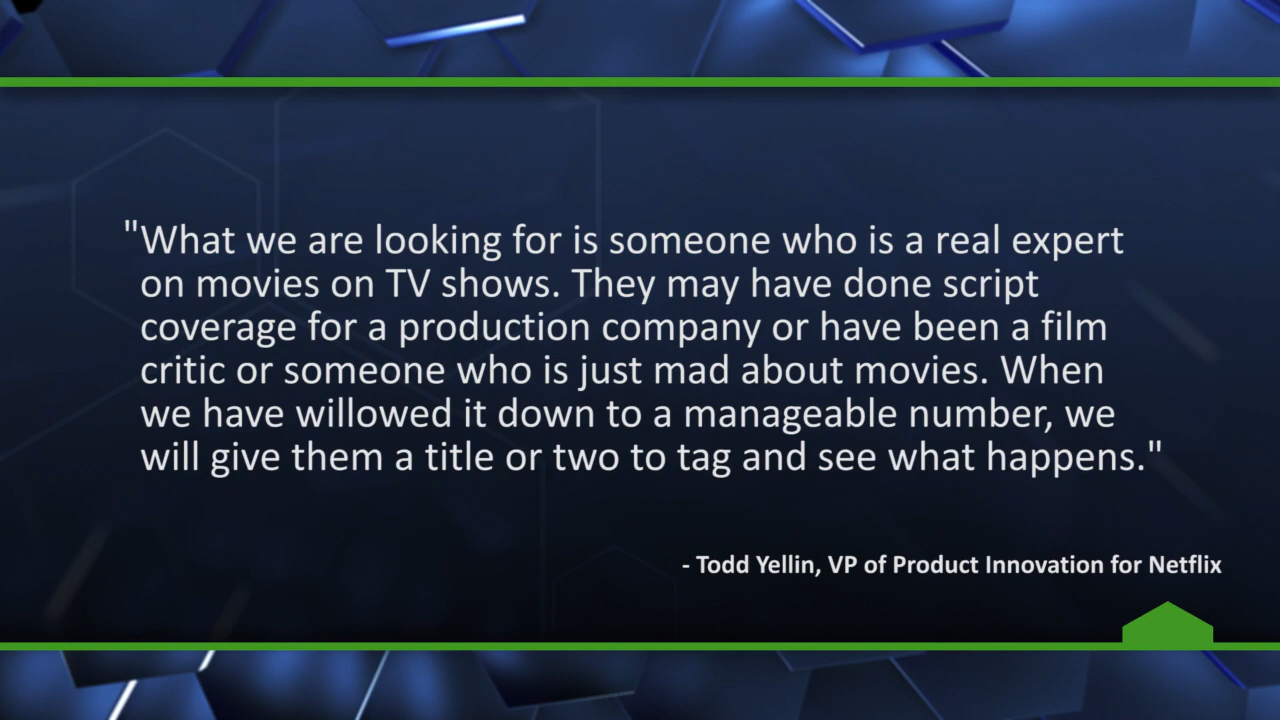 "What we are looking for is someone who is a real expert
on movies on TV shows. They may have done script
coverage for a production company or have been a film
critic or someone who is just mad about movies. When
we have willowed it down to a manageable number, we
will give them a title or two to tag and see what happens."
- Todd Yellin, VP of Product Innovation for Netflix